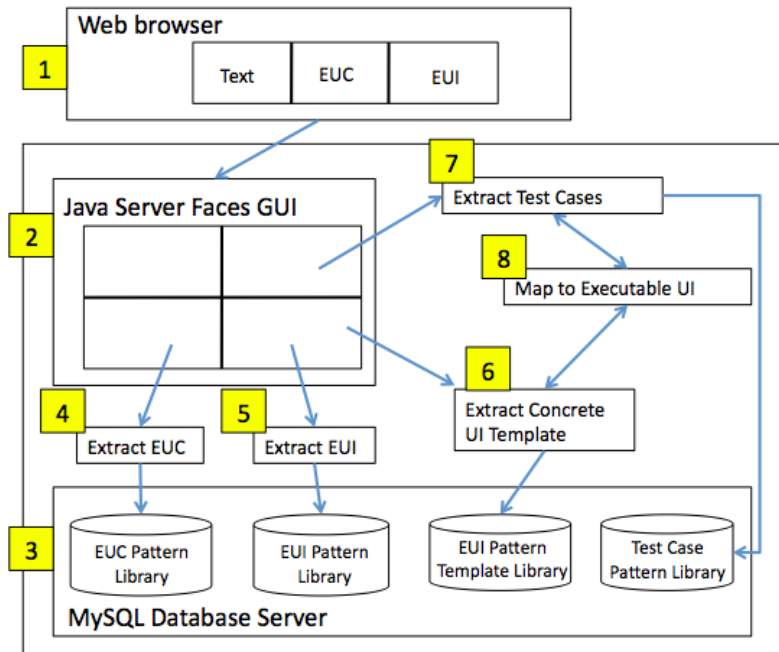 Web browser
1
Text
EUC
EUI
7
Extract Test Cases
2
Java Server Faces GUI
8
Map to Executable UI
6
Extract Concrete
UI Template
4
Extract EUC
5
Extract EUI
3
EUC Pattern
Library
EUI Pattern
Library
EUI Pattern
Template Library
Test Case
Pattern Library
MySQL Database Server